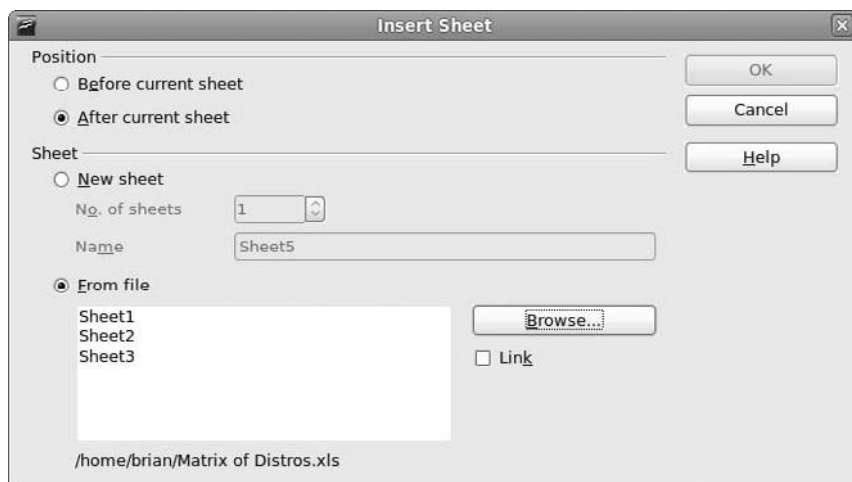 Insert Sheet
Position
Before current sheet
After current sheet
OK
Cancel
Help
Sheet
New sheet
No. of sheets 1
Name Sheet5
From file
Sheet1
Sheet2
Sheet3
Browse...
Link
/home/brian/Matrix of Distros.xls